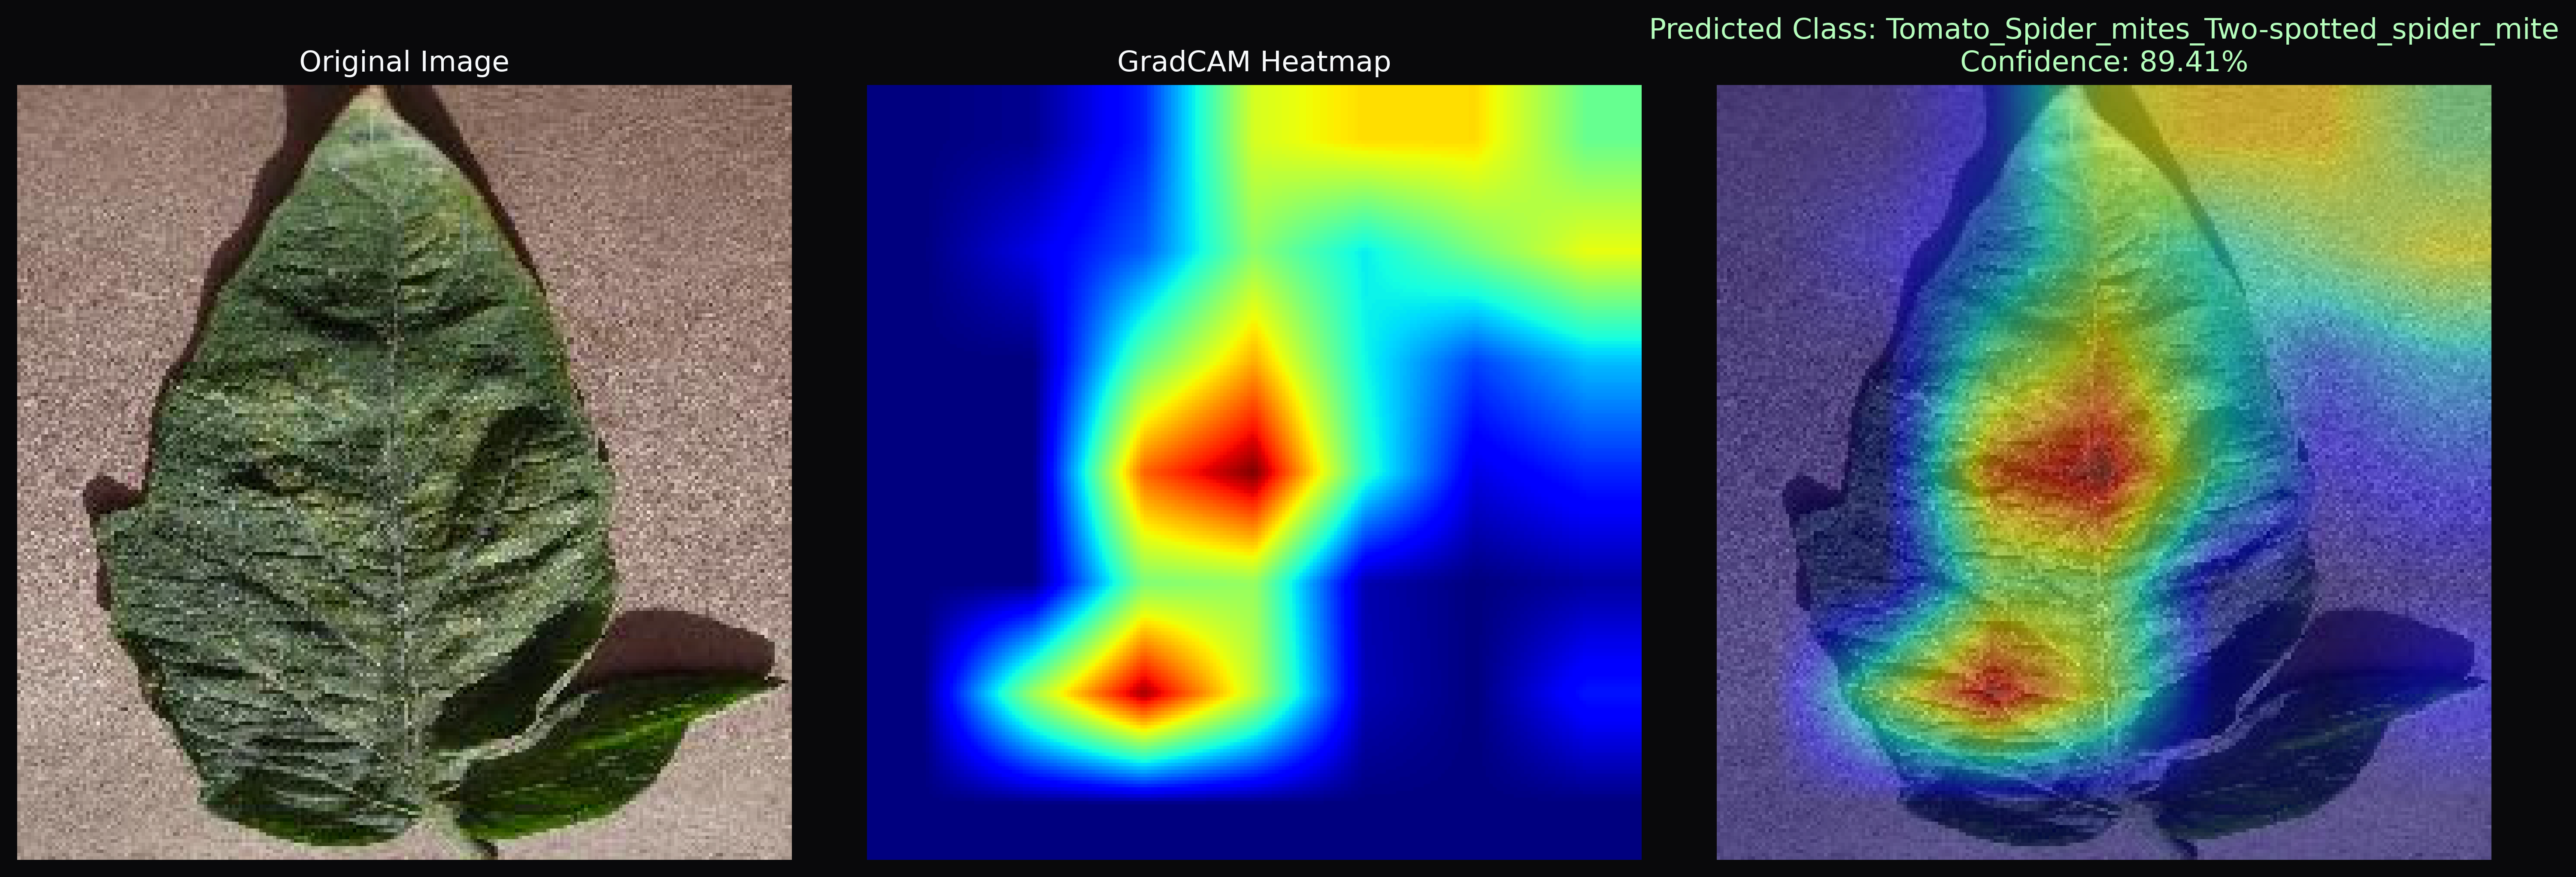 Original Image
GradCAM Heatmap
Predicted Class: Tomato_Spider_mites_Two-spotted_spider_mite
Confidence: 89.41%